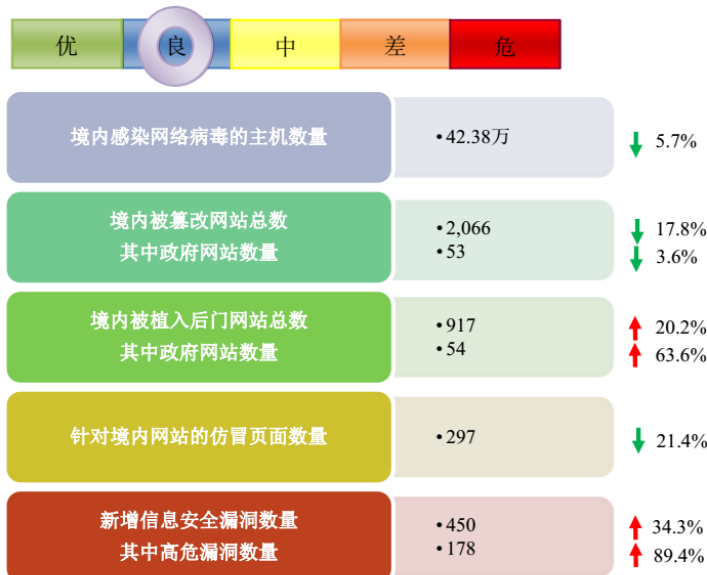 优 良 中 差 危
境内感染网络病毒的主机数量 •42.38万 5.7%
境内被篡改网站总数 •2,066 17.8%
其中政府网站数量 •53 3.6%
境内被植入后门网站总数 •917 20.2%
其中政府网站数量 •54 63.6%
针对境内网站的仿冒页面数量 •297 21.4%
新增信息安全漏洞数量 •450 34.3%
其中高危漏洞数量 •178 89.4%